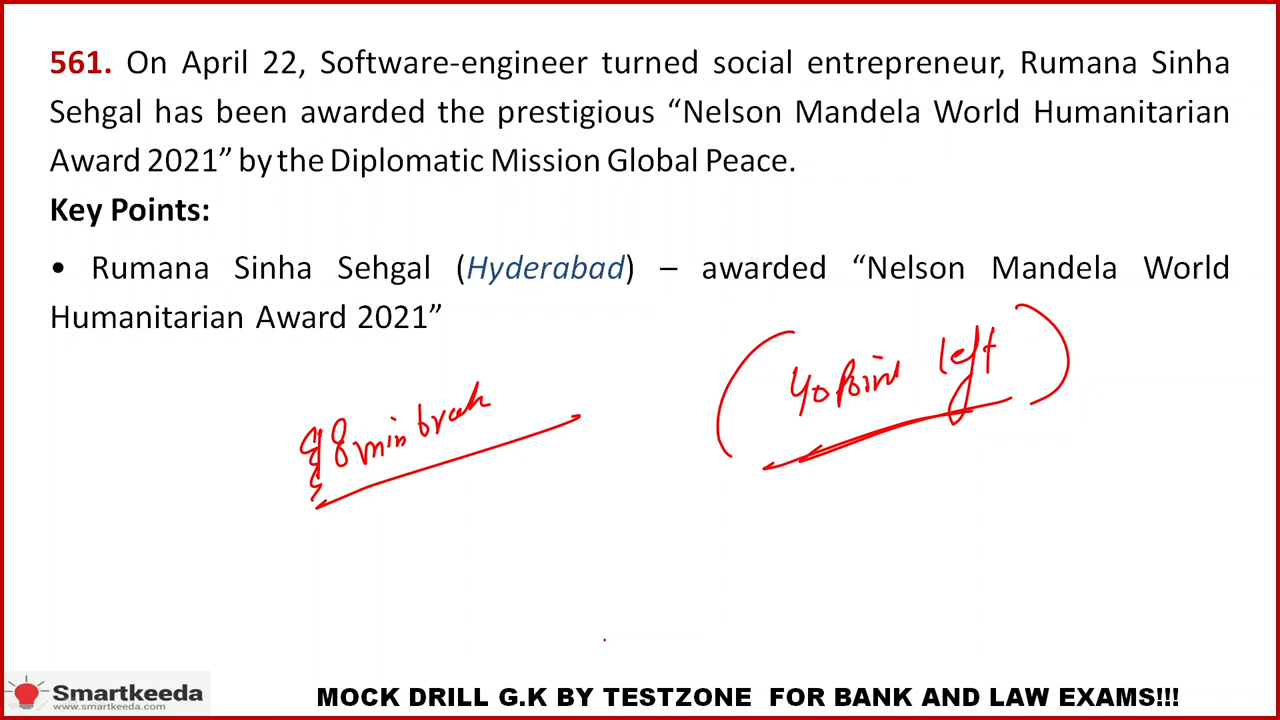 561. On April 22, Software-engineer turned social entrepreneur, Rumana Sinha
Sehgal has been awarded the prestigious “Nelson Mandela World Humanitarian
Award 2021” by the Diplomatic Mission Global Peace.
Key Points:
• Rumana Sinha Sehgal (Hyderabad) – awarded “Nelson Mandela World
Humanitarian Award 2021”
40 Point left
8 min break
Smartkeeda
www.smartkeeda.com
MOCK DRILL G.K BY TESTZONE FOR BANK AND LAW EXAMS!!!